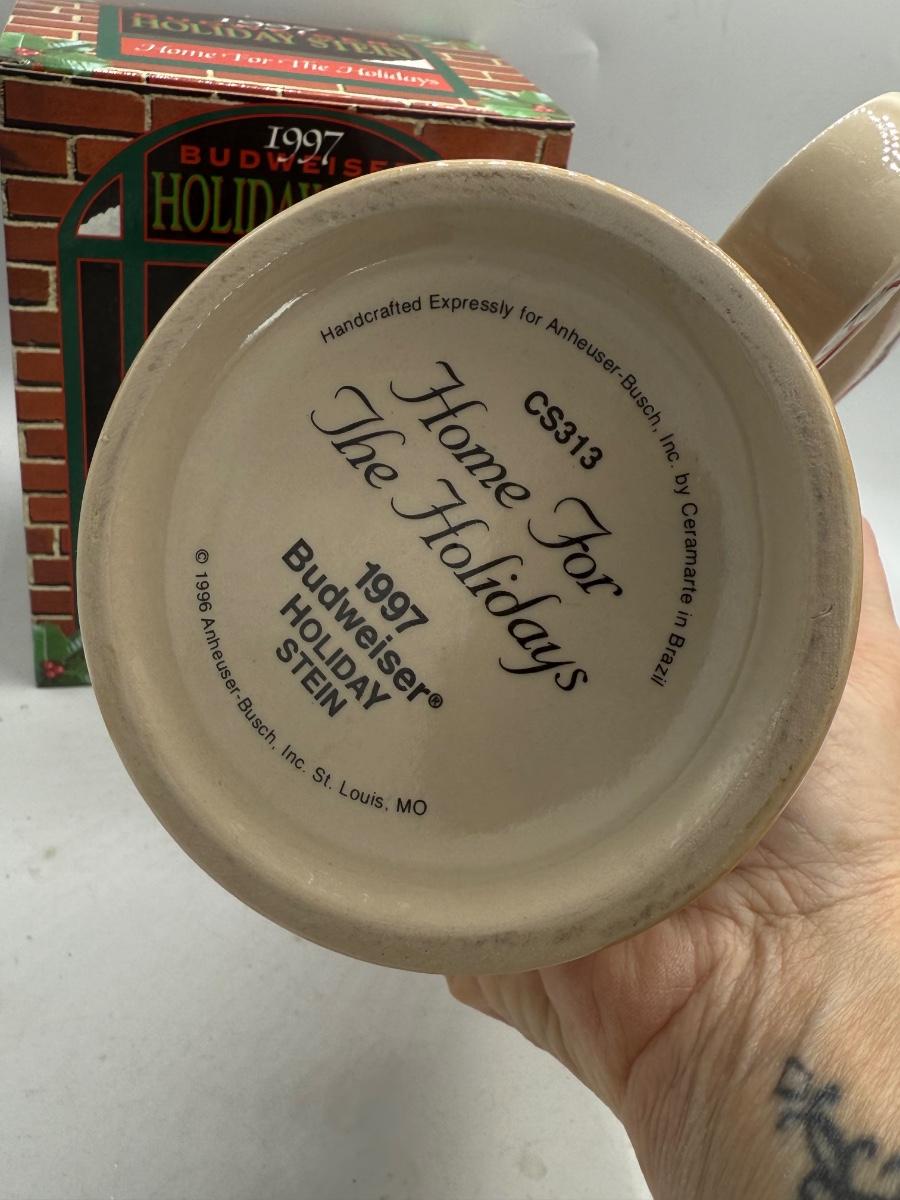 HOLIDAY STEIN
Home For The Holidays
1997
BUDWEISER
HOLIDAY
Handcrafted Expressly for Anheuser-Busch, Inc. by Ceramarte in Brazil
CS313
Home For
The Holidays
1997
Budweiser®
HOLIDAY
STEIN
© 1996 Anheuser-Busch, Inc. St. Louis, MO